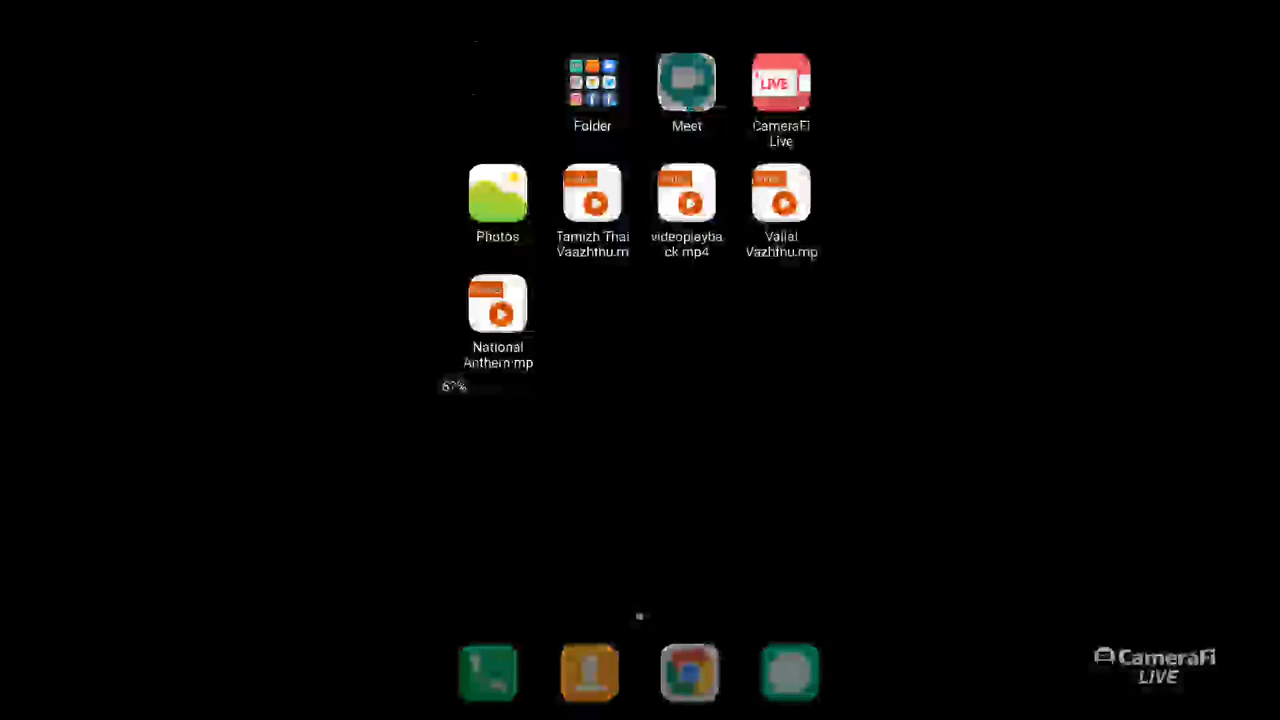 Folder
Meet
CameraFi
Live
LIVE
Photos
Tamizh Thai
Vaazhthu.m
videoplayba
ck.mp4
Vallal
Vazhthu.mp
National
Anthem.mp
67%
CameraFi
LIVE